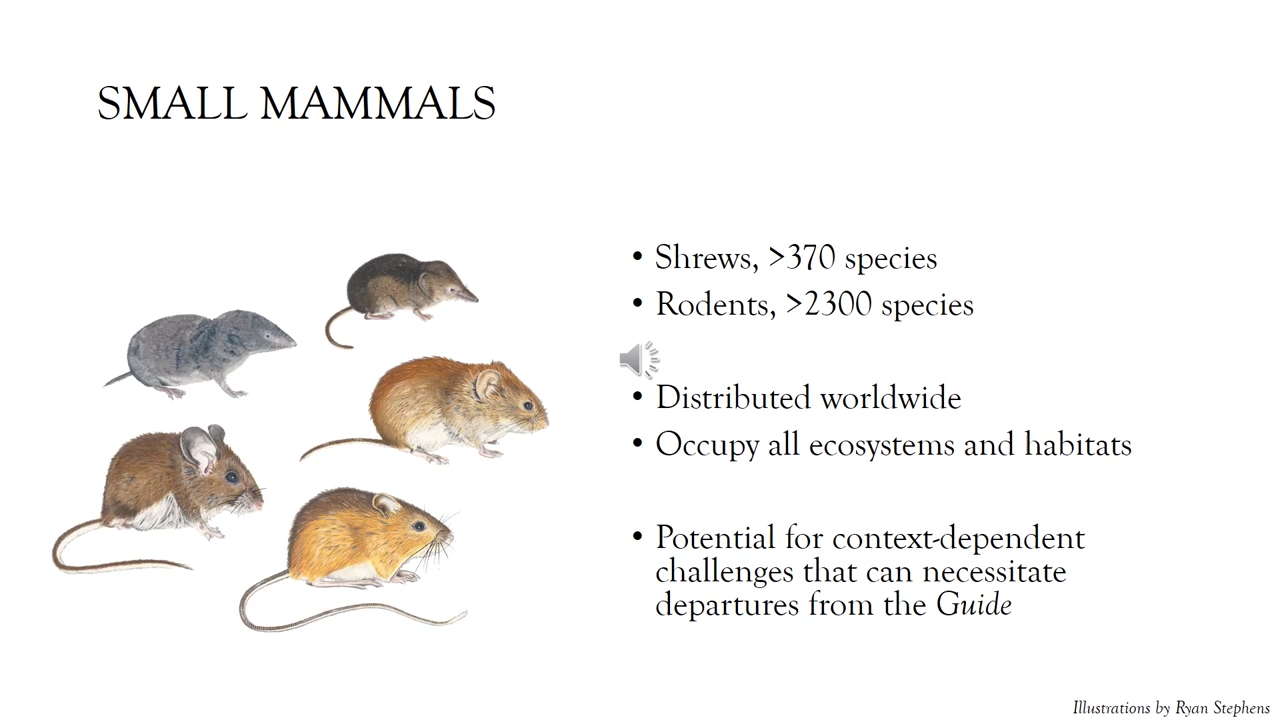 SMALL MAMMALS
• Shrews, >370 species
• Rodents, >2300 species
• Distributed worldwide
• Occupy all ecosystems and habitats
• Potential for context-dependent
challenges that can necessitate
departures from the Guide
Illustrations by Ryan Stephens